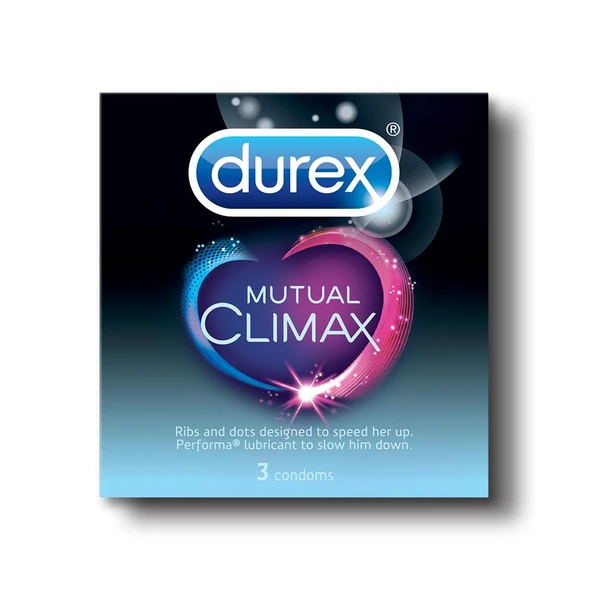 durex®
MUTUAL
CLIMAX
Ribs and dots designed to speed her up.
Performa® lubricant to slow him down.
3 condoms